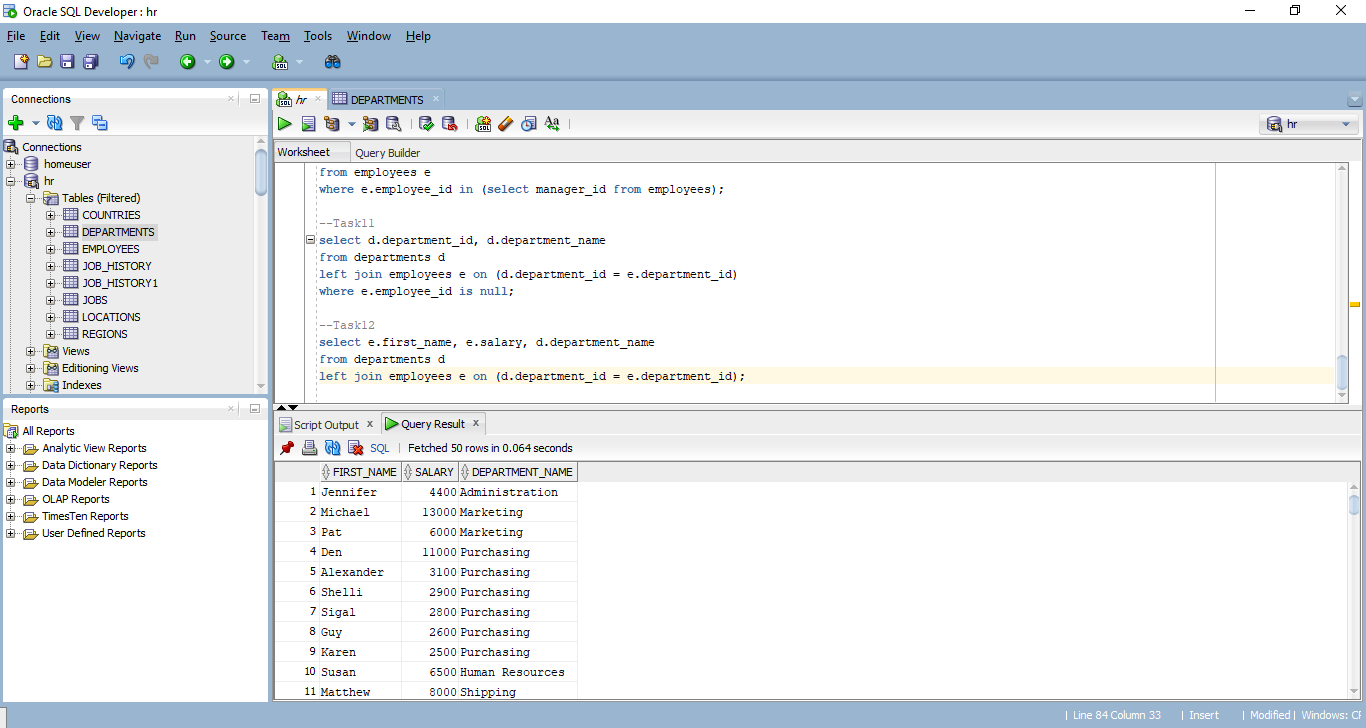 Oracle SQL Developer : hr
File Edit View Navigate Run Source Team Tools Window Help
Connections
Connections
homeuser
hr
Tables (Filtered)
COUNTRIES
DEPARTMENTS
EMPLOYEES
JOB_HISTORY
JOB_HISTORY1
JOBS
LOCATIONS
REGIONS
Views
Editioning Views
Indexes
Reports
All Reports
Analytic View Reports
Data Dictionary Reports
Data Modeler Reports
OLAP Reports
TimesTen Reports
User Defined Reports
hr DEPARTMENTS
hr
Worksheet Query Builder
from employees e
where e.employee_id in (select manager_id from employees);
--Task11
select d.department_id, d.department_name
from departments d
left join employees e on (d.department_id = e.department_id)
where e.employee_id is null;
--Task12
select e.first_name, e.salary, d.department_name
from departments d
left join employees e on (d.department_id = e.department_id);
Script Output Query Result
SQL Fetched 50 rows in 0.064 seconds
FIRST_NAME SALARY DEPARTMENT_NAME
1 Jennifer 4400 Administration
2 Michael 13000 Marketing
3 Pat 6000 Marketing
4 Den 11000 Purchasing
5 Alexander 3100 Purchasing
6 Shelli 2900 Purchasing
7 Sigal 2800 Purchasing
8 Guy 2600 Purchasing
9 Karen 2500 Purchasing
10 Susan 6500 Human Resources
11 Matthew 8000 Shipping
Line 84 Column 33 Insert Modified Windows: CF